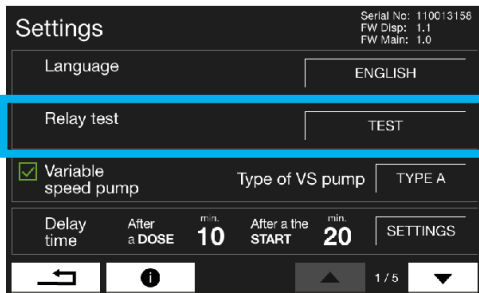 Settings
Serial No: 110013158
FW Disp: 1.1
FW Main: 1.0
Language ENGLISH
Relay test TEST
Variable
speed pump
Type of VS pump TYPE A
Delay
time
After
a DOSE
min.
10
After a the
START
min.
20
SETTINGS
i
1/5